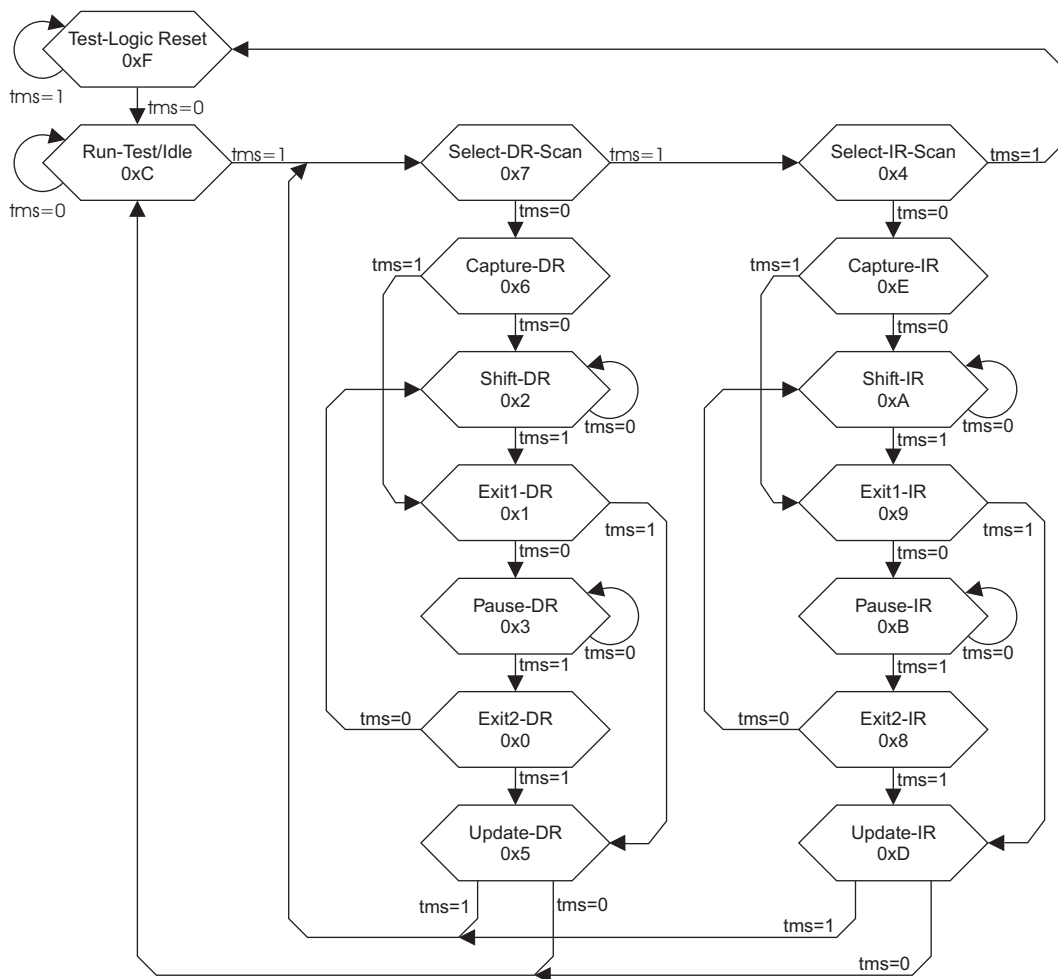 Test-Logic Reset
0xF
tms=1
tms=0
Run-Test/Idle
0xC
tms=1
tms=0
Select-DR-Scan
0x7
tms=1
Select-IR-Scan
0x4
tms=1
tms=0
tms=0
tms=1
Capture-DR
0x6
tms=1
Capture-IR
0xE
tms=0
tms=0
Shift-DR
0x2
tms=0
Shift-IR
0xA
tms=0
tms=1
tms=1
Exit1-DR
0x1
tms=1
Exit1-IR
0x9
tms=1
tms=0
tms=0
Pause-DR
0x3
tms=0
Pause-IR
0xB
tms=0
tms=1
tms=1
tms=0
Exit2-DR
0x0
tms=0
Exit2-IR
0x8
tms=1
tms=1
Update-DR
0x5
Update-IR
0xD
tms=1
tms=0
tms=1
tms=0